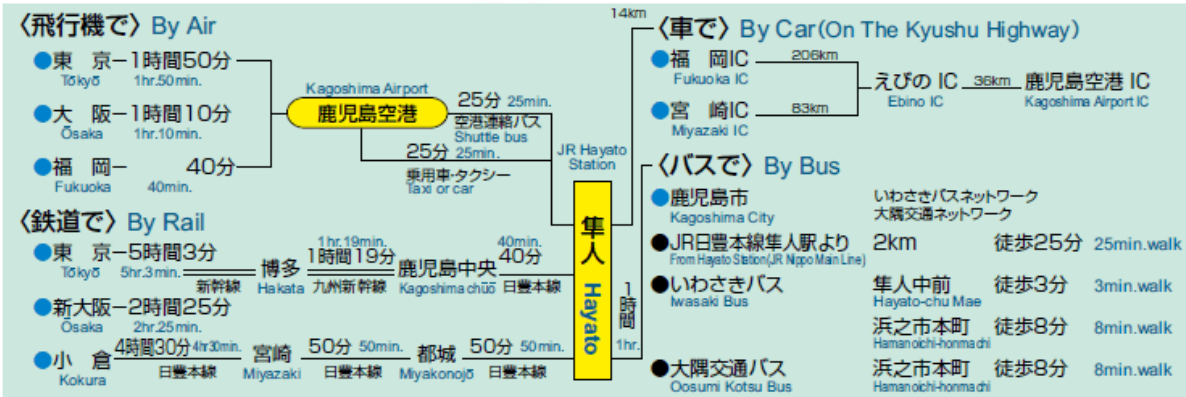 〈飛行機で〉 By Air
●東　京−1時間50分
Tōkyō 1hr.50min.
●大　阪−1時間10分
Ōsaka 1hr.10min.
●福　岡−　40分
Fukuoka 40min.
Kagoshima Airport
鹿児島空港
25分 25min.
空港連絡バス
Shuttle bus
25分 25min.
乗用車・タクシー
Taxi or car
〈鉄道で〉 By Rail
●東　京−5時間3分
Tōkyō 5hr.3min.
新幹線
博多
Hakata
1hr.19min.
1時間19分
九州新幹線
鹿児島中央
Kagoshima chūō
40min.
40分
日豊本線
●新大阪−2時間25分
Ōsaka 2hr.25min.
●小　倉
Kokura
4時間30分 4hr30min.
日豊本線
宮崎
Miyazaki
50分 50min.
日豊本線
都城
Miyakonojō
50分 50min.
日豊本線
JR Hayato
Station
隼人 Hayato
14km
1時間
1hr.
〈車で〉 By Car(On The Kyushu Highway)
●福　岡IC
Fukuoka IC
206km
●宮　崎IC
Miyazaki IC
83km
えびの IC
Ebino IC
36km
鹿児島空港 IC
Kagoshima Airport IC
〈バスで〉 By Bus
●鹿児島市
Kagoshima City
いわさきバスネットワーク
大隅交通ネットワーク
●JR日豊本線隼人駅より 2km 徒歩25分 25min.walk
From Hayato Station(JR Nippo Main Line)
●いわさきバス 隼人中前 徒歩3分 3min.walk
Iwasaki Bus Hayato-chu Mae
浜之市本町 徒歩8分 8min.walk
Hamanoichi-honmachi
●大隅交通バス 浜之市本町 徒歩8分 8min.walk
Oosumi Kotsu Bus Hamanoichi-honmachi